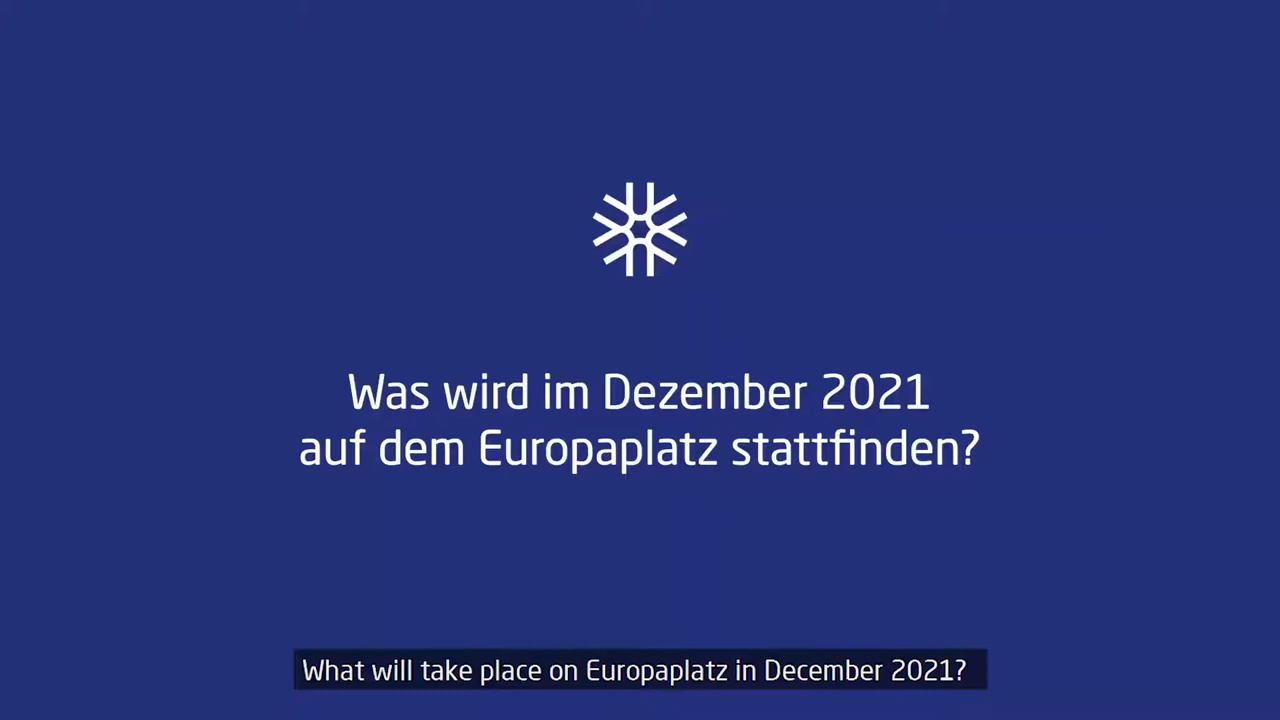 Was wird im Dezember 2021
auf dem Europaplatz stattfinden?
What will take place on Europaplatz in December 2021?